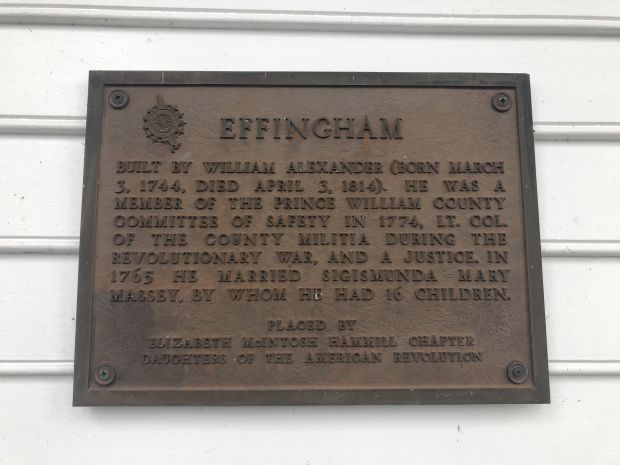 EFFINGHAM
BUILT BY WILLIAM ALEXANDER (BORN MARCH
3, 1744, DIED APRIL 3, 1814). HE WAS A
MEMBER OF THE PRINCE WILLIAM COUNTY
COMMITTEE OF SAFETY IN 1774, LT. COL.
OF THE COUNTY MILITIA DURING THE
REVOLUTIONARY WAR, AND A JUSTICE. IN
1765 HE MARRIED SIGISMUNDA MARY
MASSEY, BY WHOM HE HAD 16 CHILDREN.
PLACED BY
ELIZABETH McINTOSH HAMMILL CHAPTER
DAUGHTERS OF THE AMERICAN REVOLUTION